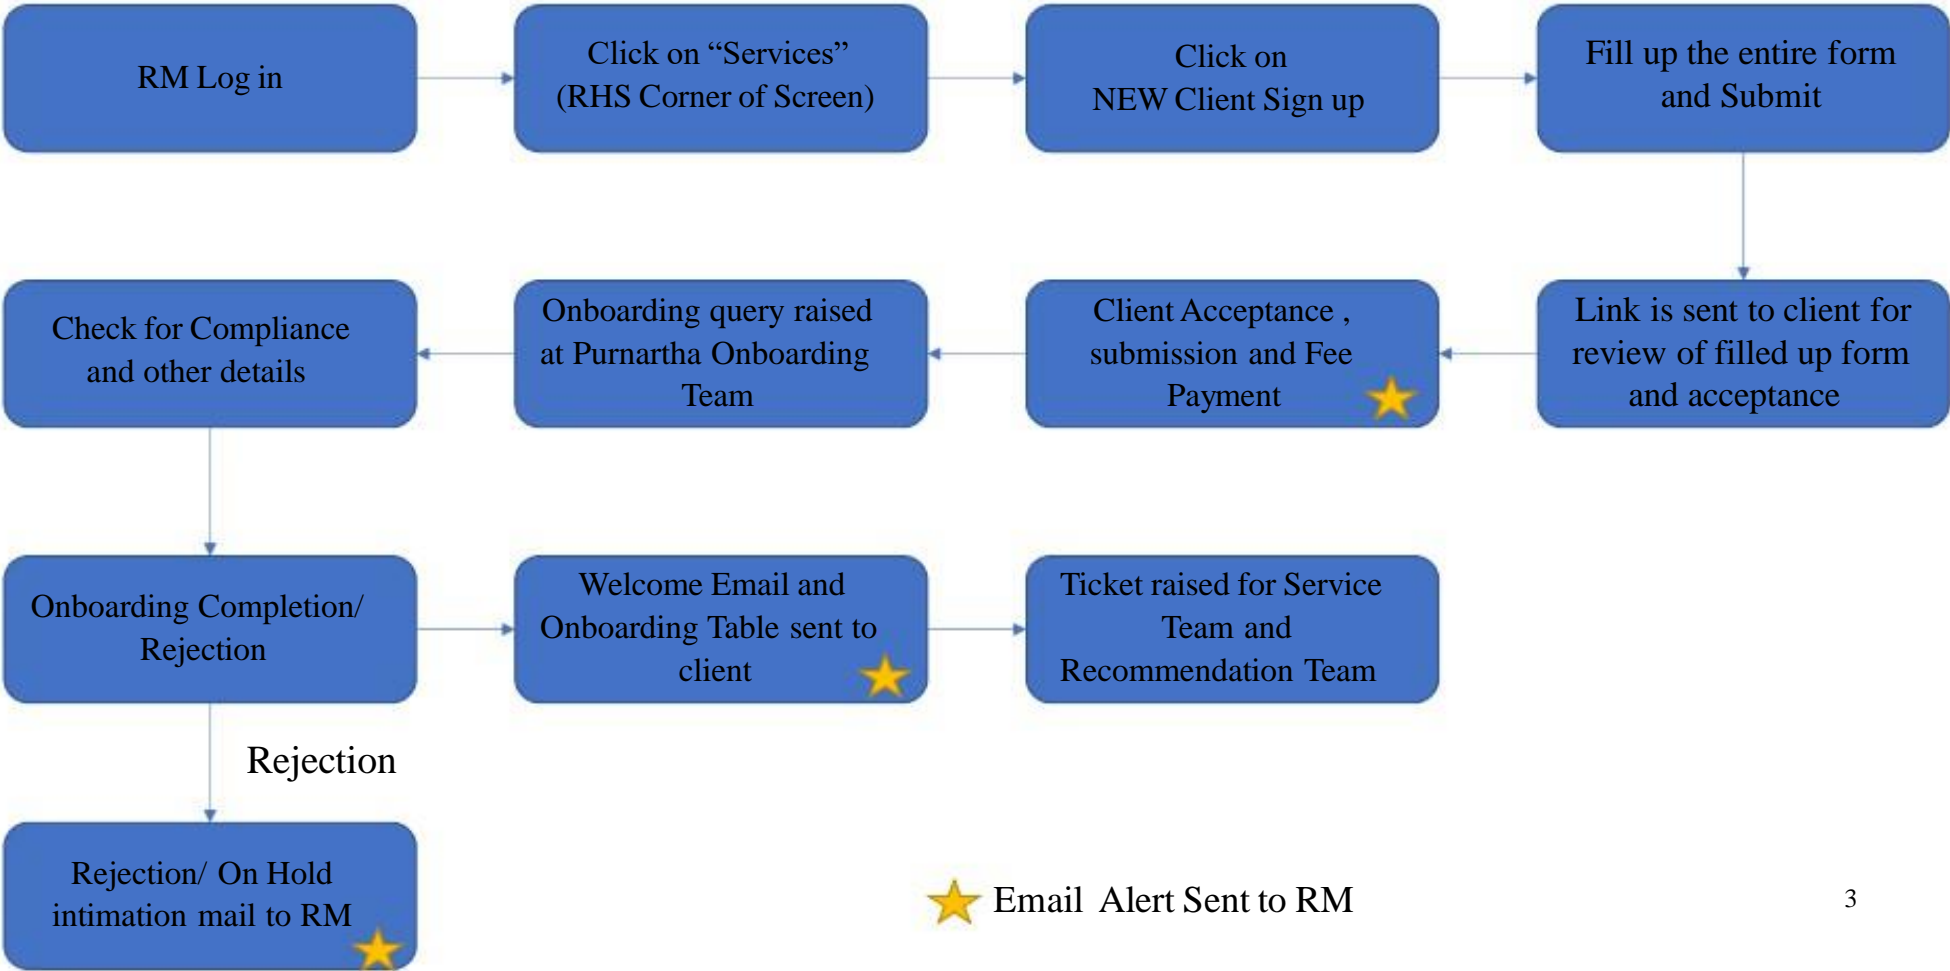 RM Log in
Click on “Services”
(RHS Corner of Screen)
Click on
NEW Client Sign up
Fill up the entire form
and Submit
Link is sent to client for
review of filled up form
and acceptance
Client Acceptance ,
submission and Fee
Payment
Onboarding query raised
at Purnartha Onboarding
Team
Check for Compliance
and other details
Onboarding Completion/
Rejection
Welcome Email and
Onboarding Table sent to
client
Ticket raised for Service
Team and
Recommendation Team
Rejection
Rejection/ On Hold
intimation mail to RM
Email Alert Sent to RM
3